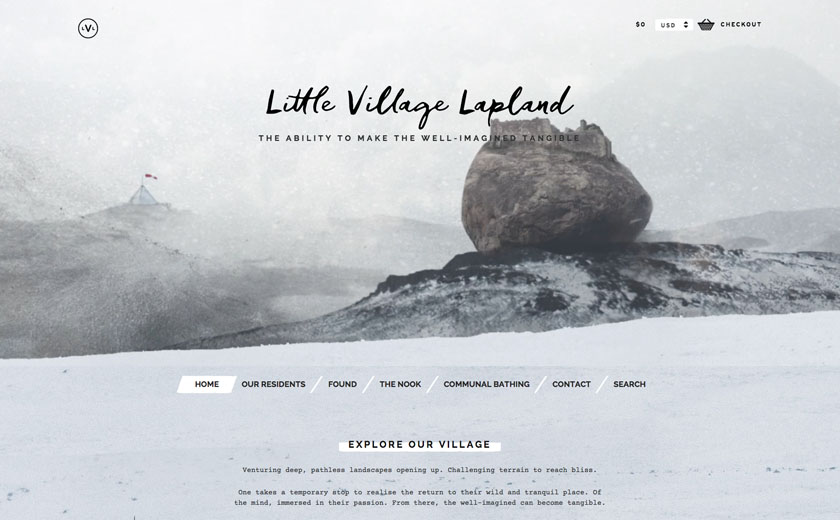 LVL
$0
USD
CHECKOUT
Little Village Lapland
THE ABILITY TO MAKE THE WELL-IMAGINED TANGIBLE
HOME
OUR RESIDENTS
FOUND
THE NOOK
COMMUNAL BATHING
CONTACT
SEARCH
EXPLORE OUR VILLAGE
Venturing deep, pathless landscapes opening up. Challenging terrain to reach bliss.
One takes a temporary stop to realise the return to their wild and tranquil place. Of
the mind, immersed in their passion. From there, the well-imagined can become tangible.